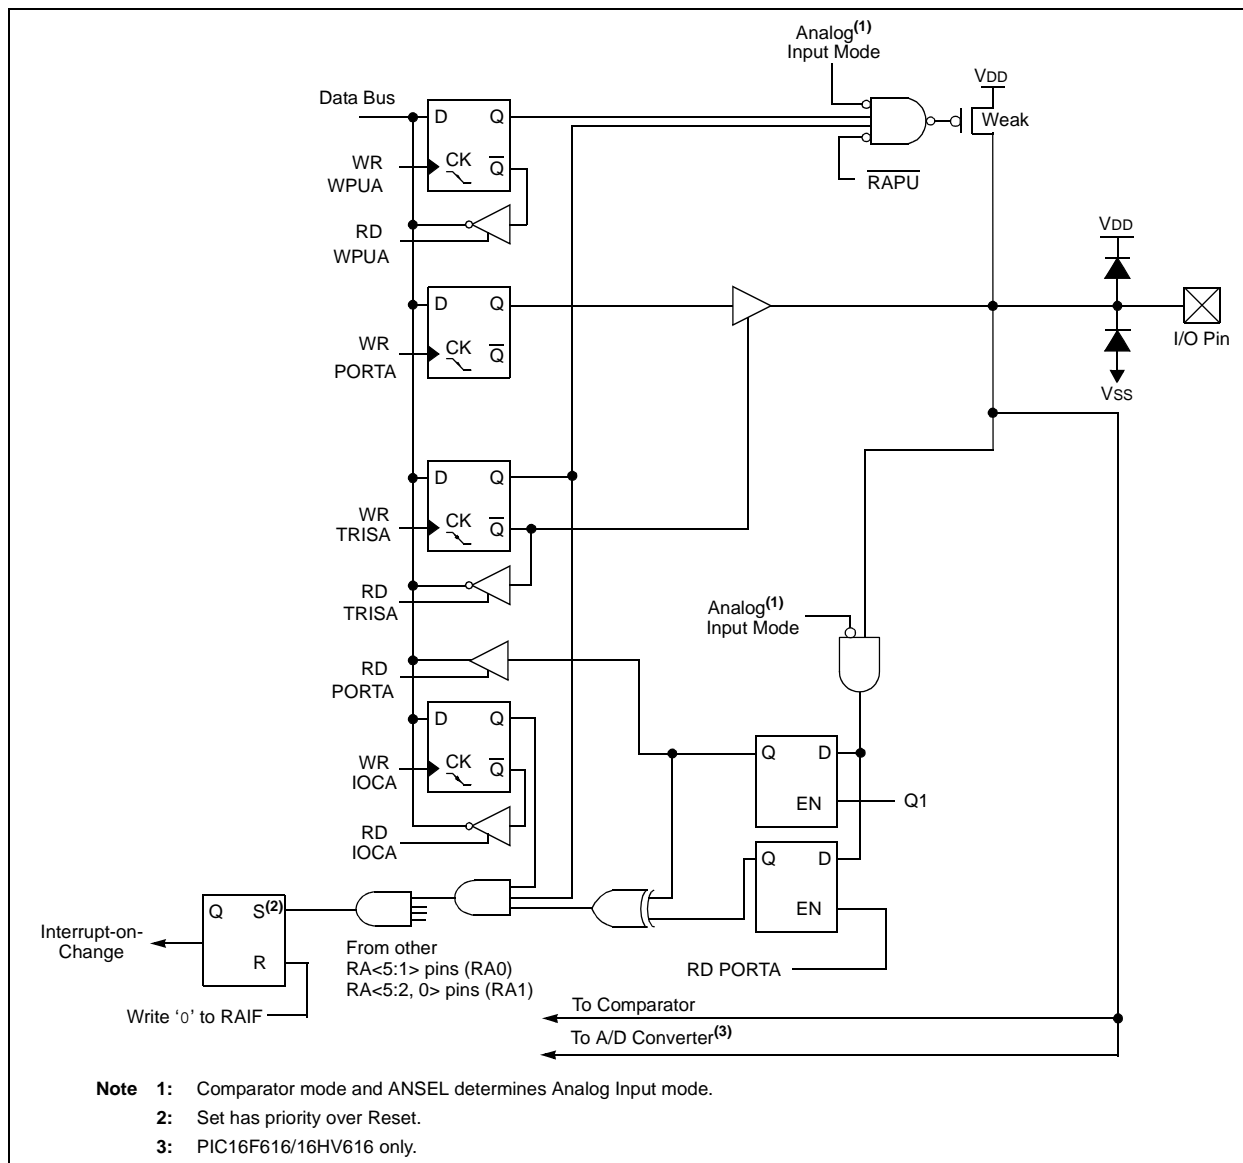 Analog(1)
Input Mode
VDD
Data Bus
D Q
Weak
WR
WPUA
CK
Q
RAPU
RD
WPUA
VDD
D Q
WR
PORTA
CK
Q
I/O Pin
VSS
D Q
WR
TRISA
CK
Q
RD
TRISA
Analog(1)
Input Mode
RD
PORTA
D Q
WR
IOCA
CK
Q
Q D
EN
Q1
RD
IOCA
Q D
EN
Q S(2)
R
Interrupt-on-
Change
From other
RA<5:1> pins (RA0)
RA<5:2, 0> pins (RA1)
RD PORTA
Write ‘0’ to RAIF
To Comparator
To A/D Converter(3)
Note 1: Comparator mode and ANSEL determines Analog Input mode.
2: Set has priority over Reset.
3: PIC16F616/16HV616 only.